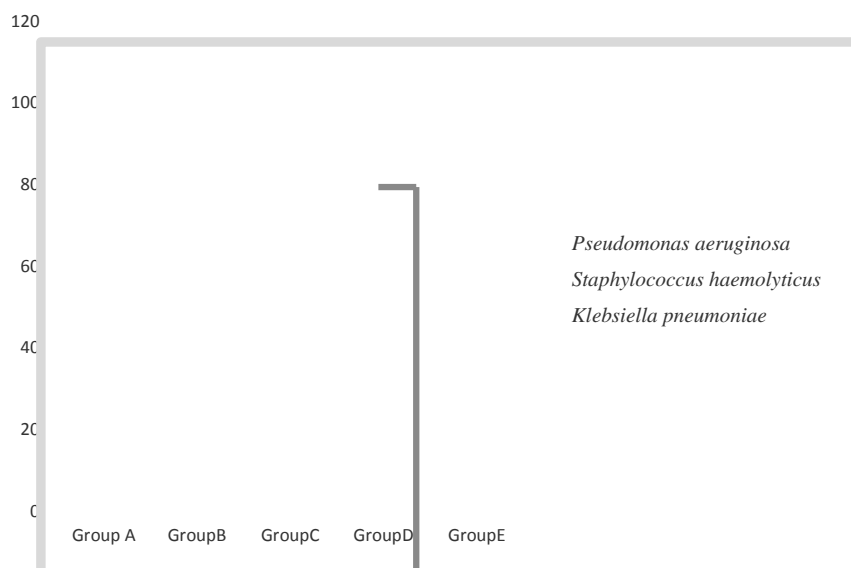 120
100
80
60
40
20
0
Pseudomonas aeruginosa
Staphylococcus haemolyticus
Klebsiella pneumoniae
Group A GroupB GroupC GroupD GroupE